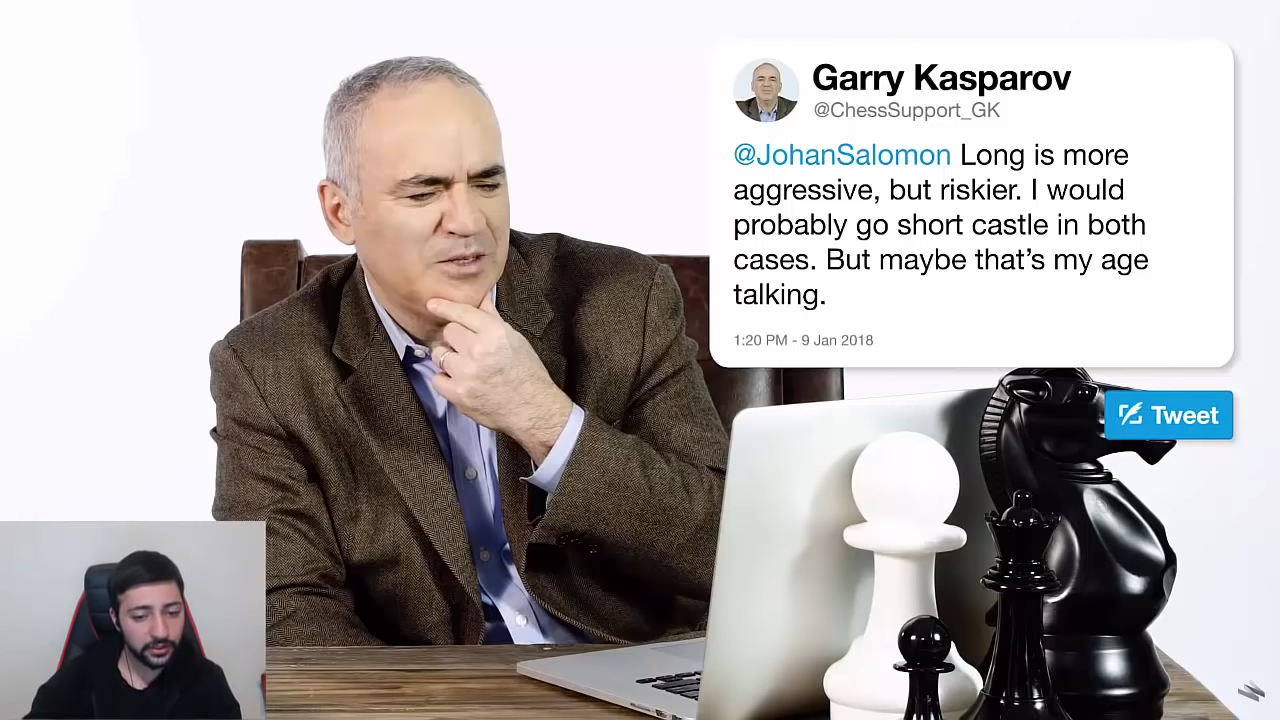 Garry Kasparov
@ChessSupport_GK
@JohanSalomon Long is more
aggressive, but riskier. I would
probably go short castle in both
cases. But maybe that’s my age
talking.
1:20 PM - 9 Jan 2018
Tweet